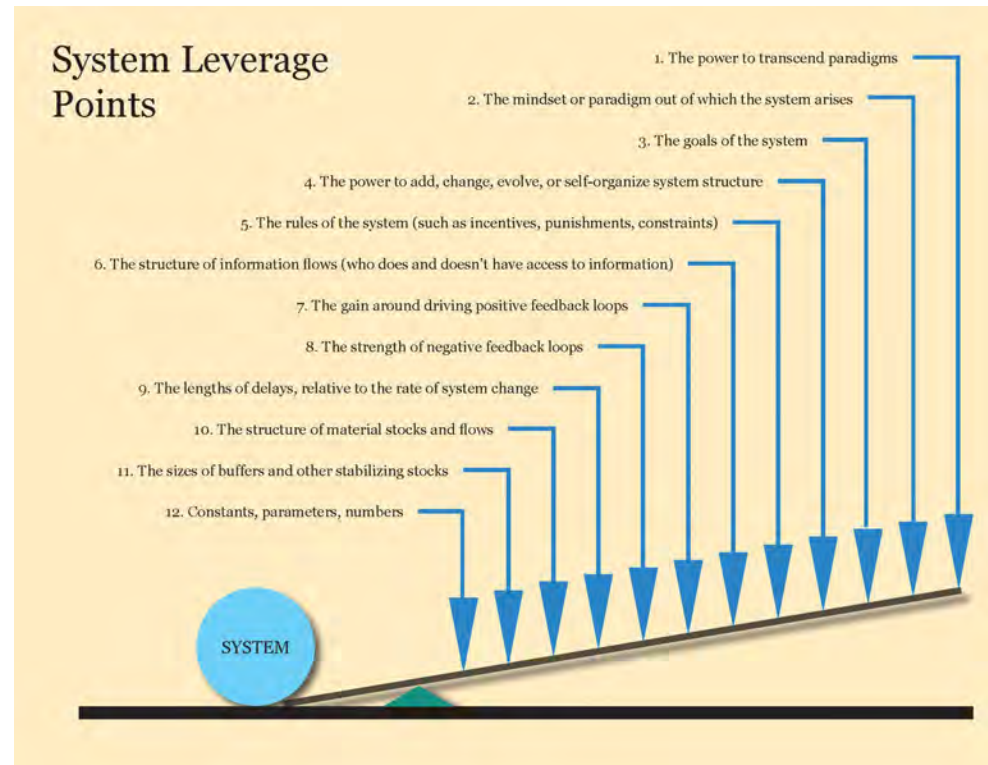 System Leverage
Points
1. The power to transcend paradigms
2. The mindset or paradigm out of which the system arises
3. The goals of the system
4. The power to add, change, evolve, or self-organize system structure
5. The rules of the system (such as incentives, punishments, constraints)
6. The structure of information flows (who does and doesn't have access to information)
7. The gain around driving positive feedback loops
8. The strength of negative feedback loops
9. The lengths of delays, relative to the rate of system change
10. The structure of material stocks and flows
11. The sizes of buffers and other stabilizing stocks
12. Constants, parameters, numbers
SYSTEM